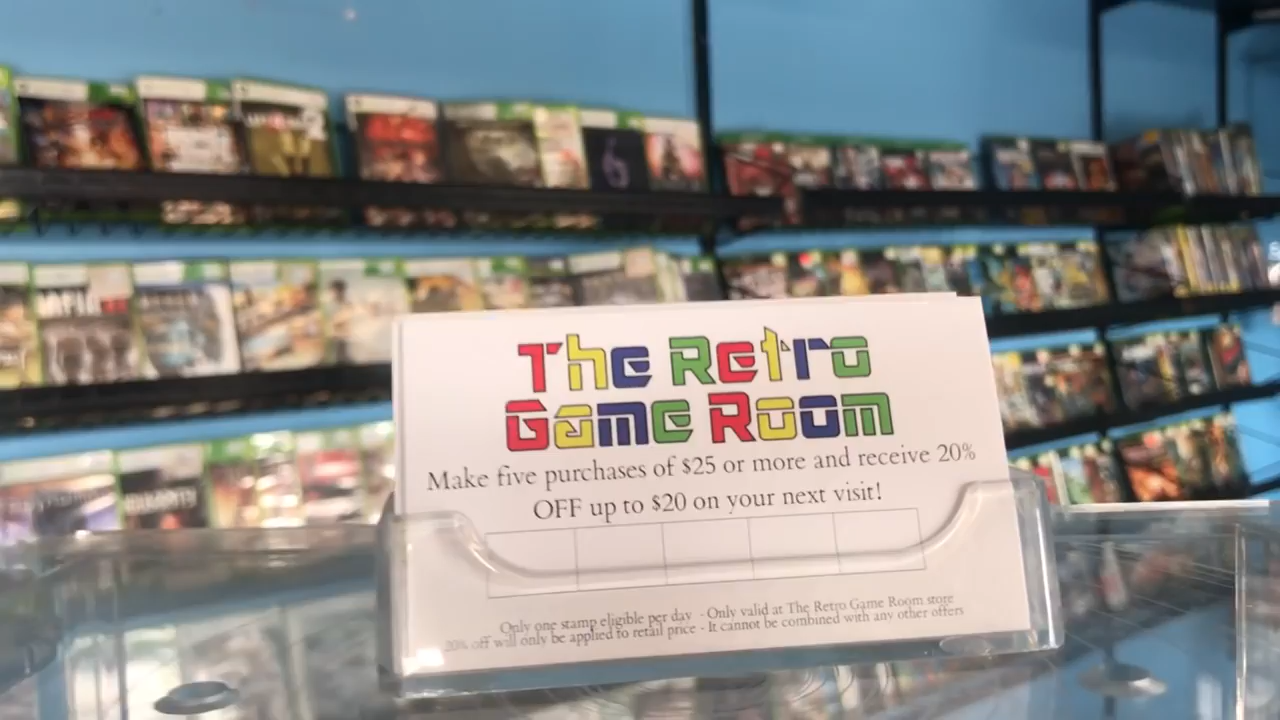 The Retro
Game Room
Make five purchases of $25 or more and receive 20%
OFF up to $20 on your next visit!
Only one stamp eligible per day - Only valid at The Retro Game Room store
20% off will only be applied to retail price - It cannot be combined with any other offers